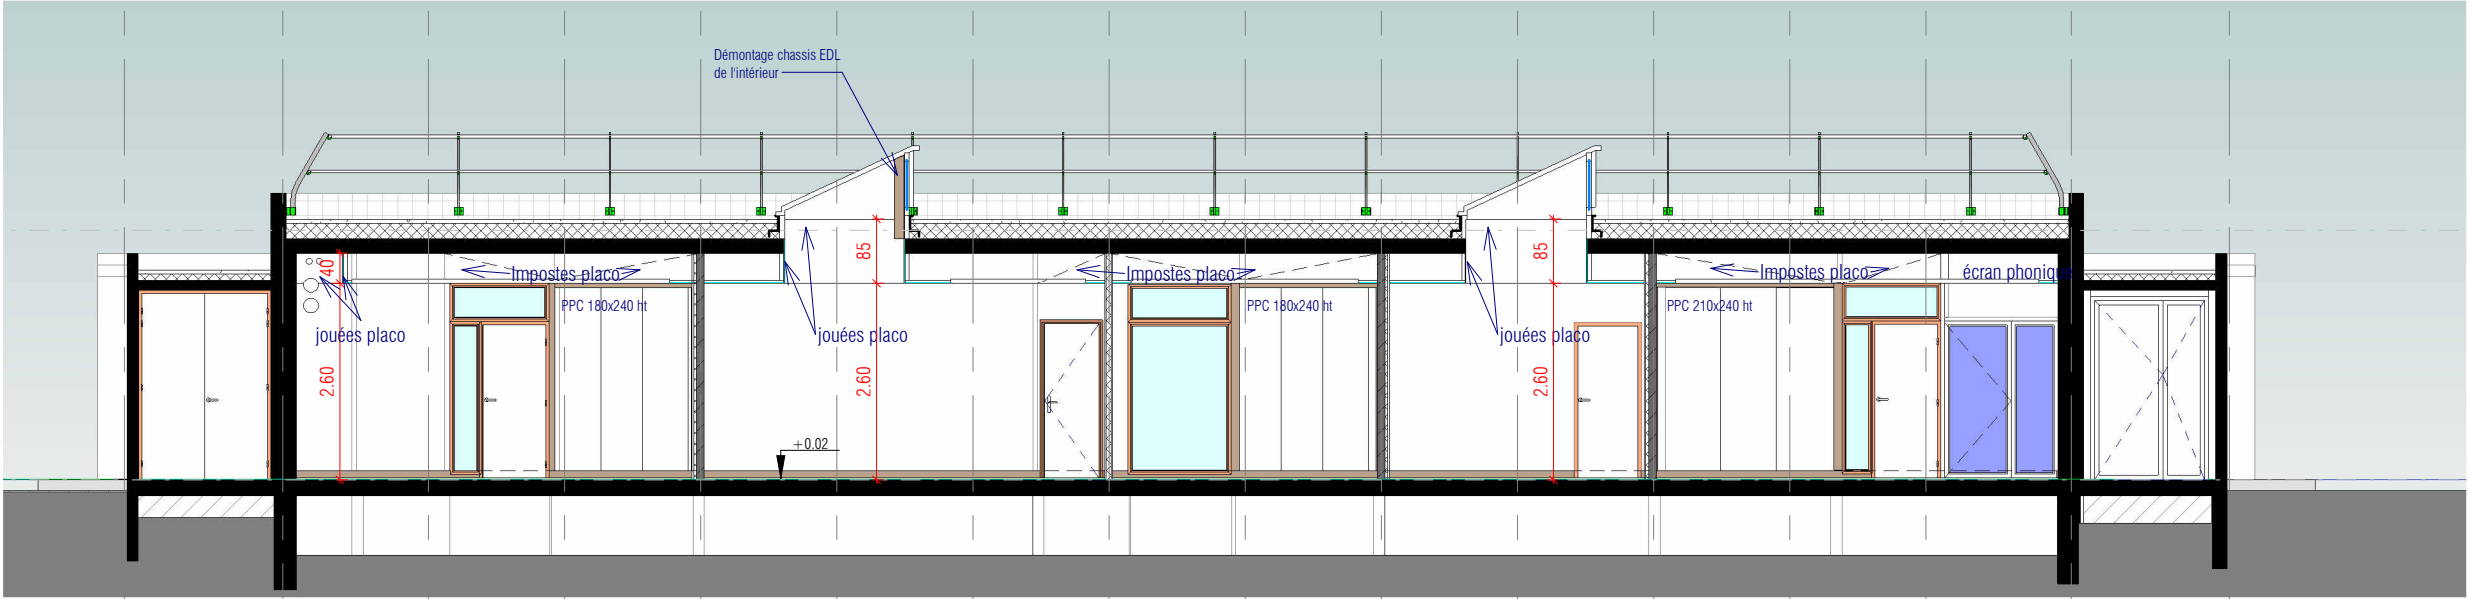 Démontage chassis EDL
de l'intérieur
85
85
40
Impostes placo
Impostes placo
Impostes placo
écran phonique
PPC 180x240 ht
PPC 180x240 ht
PPC 210x240 ht
jouées placo
jouées placo
jouées placo
2.60
2.60
2.60
+0.02